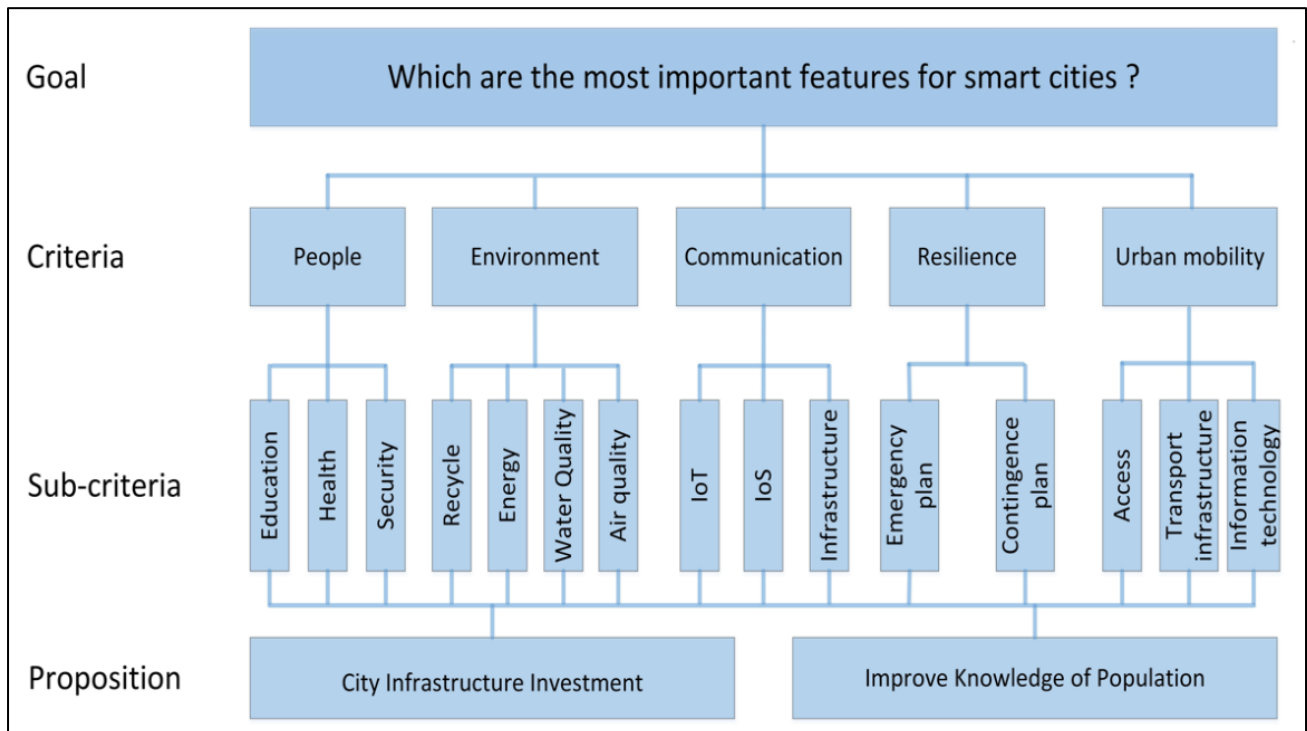 Goal
Which are the most important features for smart cities ?
Criteria
People
Environment
Communication
Resilience
Urban mobility
Sub-criteria
Education
Health
Security
Recycle
Energy
Water Quality
Air quality
IoT
IoS
Infrastructure
Emergency
plan
Contingence
plan
Access
Transport
infrastructure
Information
technology
Proposition
City Infrastructure Investment
Improve Knowledge of Population